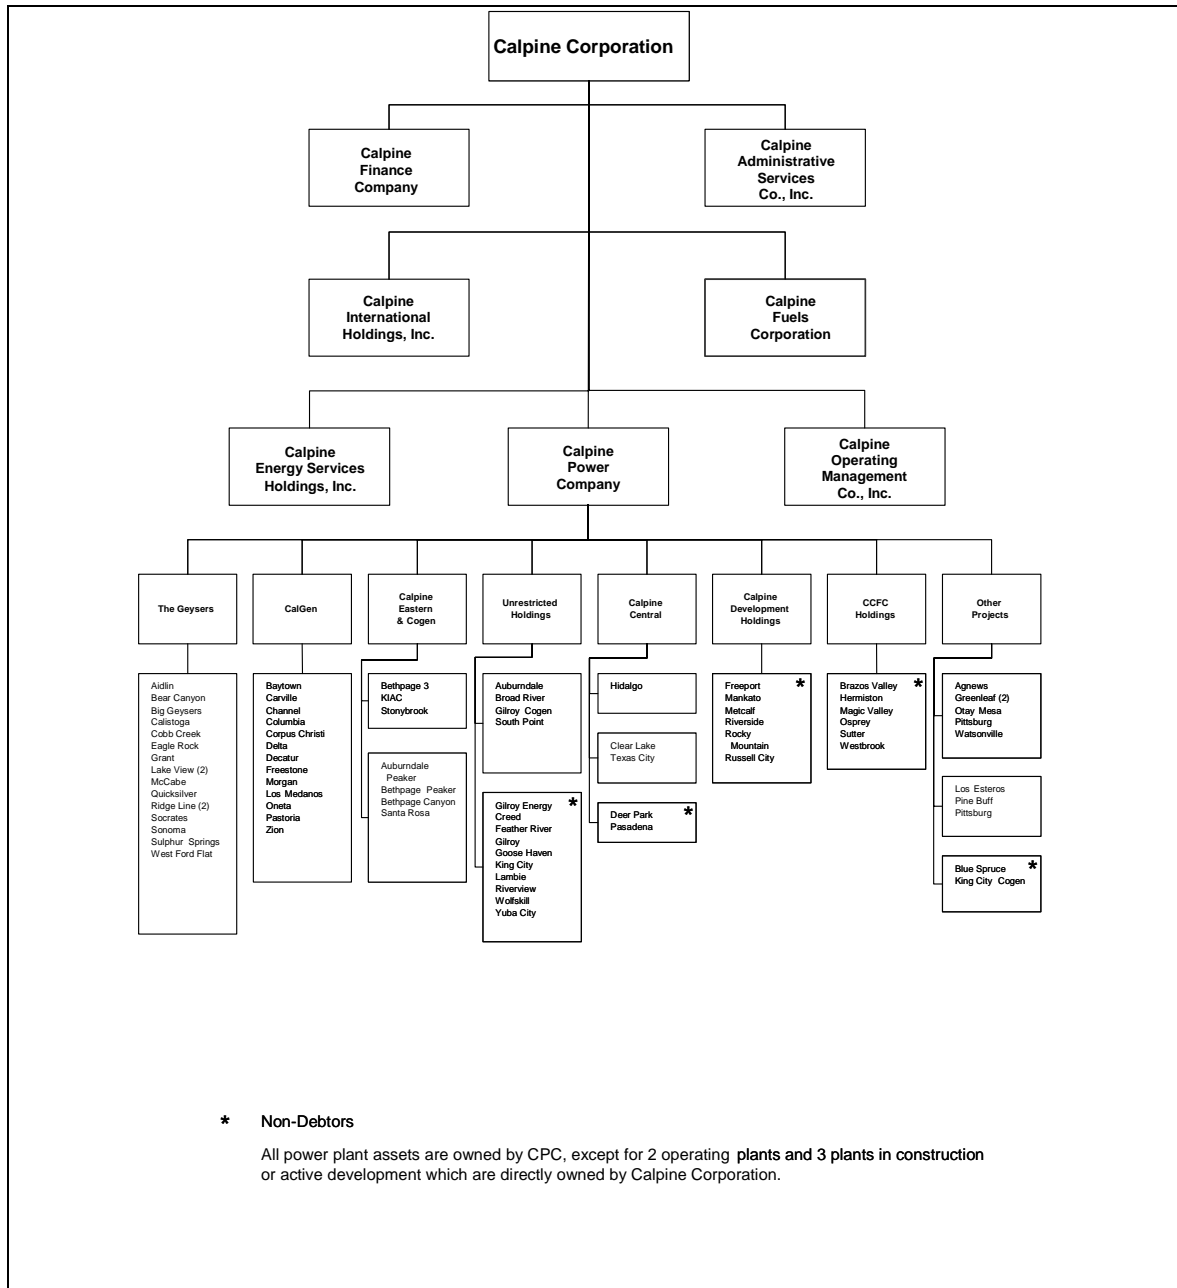 Calpine Corporation
Calpine
Finance
Company
Calpine
Administrative
Services
Co., Inc.
Calpine
International
Holdings, Inc.
Calpine
Fuels
Corporation
Calpine
Energy Services
Holdings, Inc.
Calpine
Power
Company
Calpine
Operating
Management
Co., Inc.
The Geysers
CalGen
Calpine
Eastern
& Cogen
Unrestricted
Holdings
Calpine
Central
Calpine
Development
Holdings
CCFC
Holdings
Other
Projects
Aidlin
Bear Canyon
Big Geysers
Calistoga
Cobb Creek
Eagle Rock
Grant
Lake View (2)
McCabe
Quicksilver
Ridge Line (2)
Socrates
Sonoma
Sulphur Springs
West Ford Flat
Baytown
Carville
Channel
Columbia
Corpus Christi
Delta
Decatur
Freestone
Morgan
Los Medanos
Oneta
Pastoria
Zion
Bethpage 3
KIAC
Stonybrook
Auburndale
Peaker
Bethpage Peaker
Bethpage Canyon
Santa Rosa
Auburndale
Broad River
Gilroy Cogen
South Point
Gilroy Energy *
Creed
Feather River
Gilroy
Goose Haven
King City
Lambie
Riverview
Wolfskill
Yuba City
Hidalgo
Clear Lake
Texas City
Deer Park *
Pasadena
Freeport *
Mankato
Metcalf
Riverside
Rocky
Mountain
Russell City
Brazos Valley *
Hermiston
Magic Valley
Osprey
Sutter
Westbrook
Agnews
Greenleaf (2)
Otay Mesa
Pittsburg
Watsonville
Los Esteros
Pine Buff
Pittsburg
Blue Spruce *
King City Cogen
* Non-Debtors
All power plant assets are owned by CPC, except for 2 operating plants and 3 plants in construction
or active development which are directly owned by Calpine Corporation.